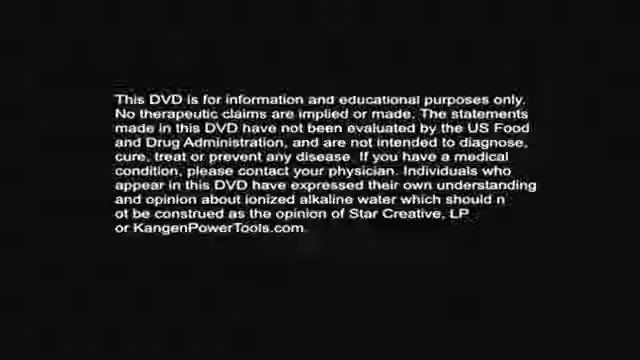 This DVD is for information and educational purposes only.
No therapeutic claims are implied or made. The statements
made in this DVD have not been evaluated by the US Food
and Drug Administration, and are not intended to diagnose,
cure, treat or prevent any disease. If you have a medical
condition, please contact your physician. Individuals who
appear in this DVD have expressed their own understanding
and opinion about ionized alkaline water which should n
ot be construed as the opinion of Star Creative, LP
or KangenPowerTools.com.